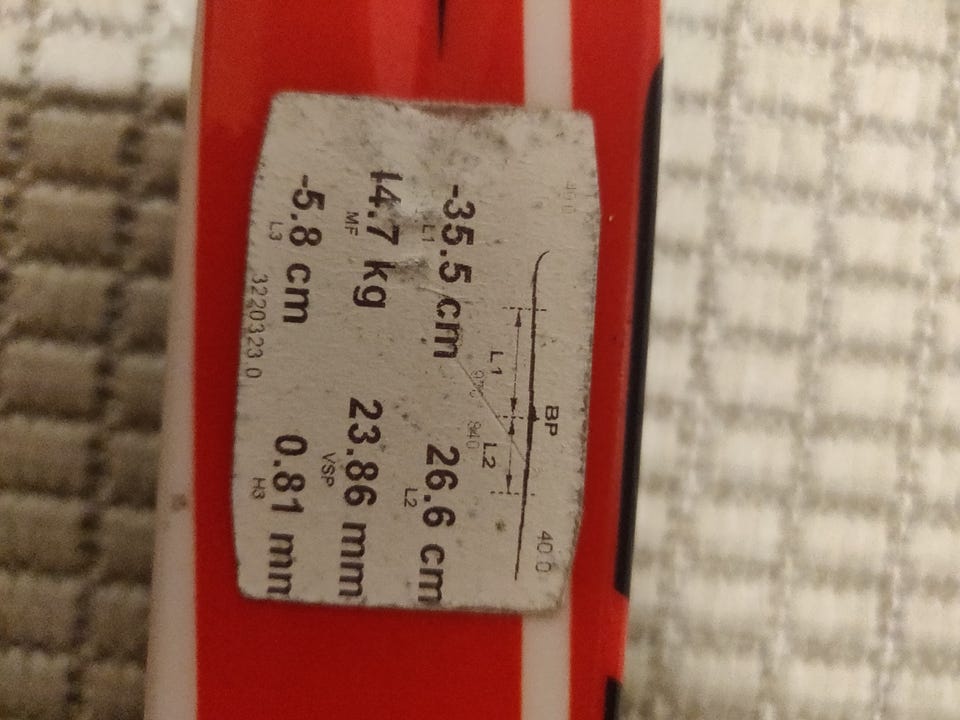 BP 40.0
L1 L2
940
-35.5 cm 26.6 cm
L1 L2
14.7 kg 23.86 mm
MF VSP
-5.8 cm 0.81 mm
L3 H3
3220323.0